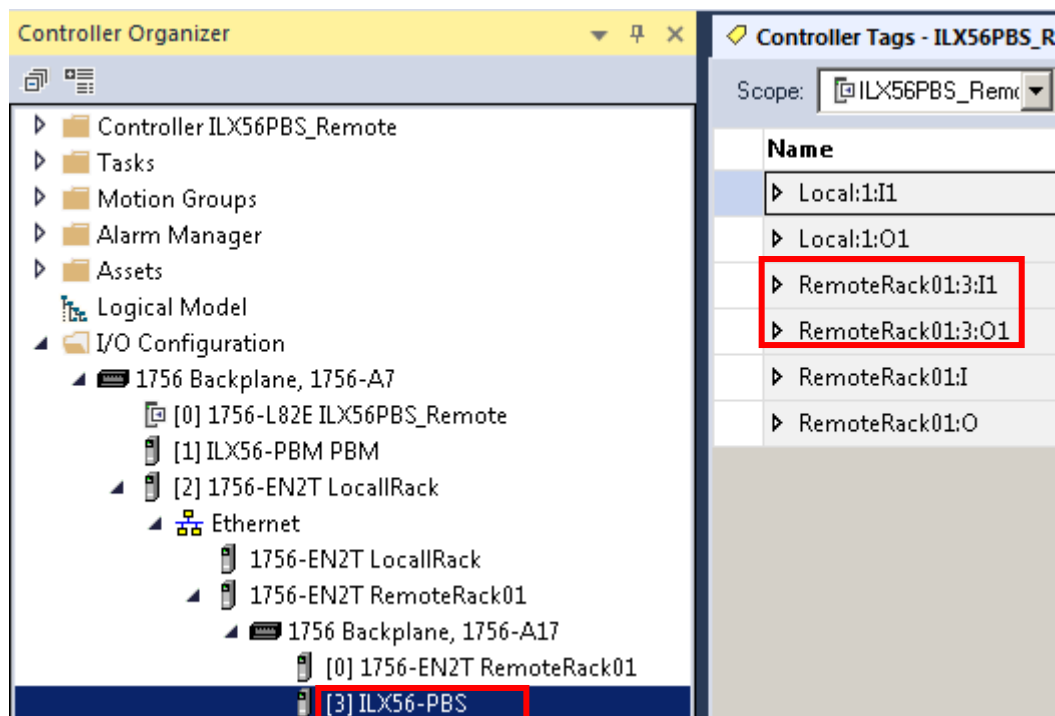 Controller Organizer
Controller ILX56PBS_Remote
Tasks
Motion Groups
Alarm Manager
Assets
Logical Model
I/O Configuration
1756 Backplane, 1756-A7
[0] 1756-L82E ILX56PBS_Remote
[1] ILX56-PBM PBM
[2] 1756-EN2T LocallRack
Ethernet
1756-EN2T LocallRack
1756-EN2T RemoteRack01
1756 Backplane, 1756-A17
[0] 1756-EN2T RemoteRack01
[3] ILX56-PBS
Controller Tags - ILX56PBS_R
Scope: ILX56PBS_Remo
Name
Local:1:I1
Local:1:O1
RemoteRack01:3:I1
RemoteRack01:3:O1
RemoteRack01:I
RemoteRack01:O